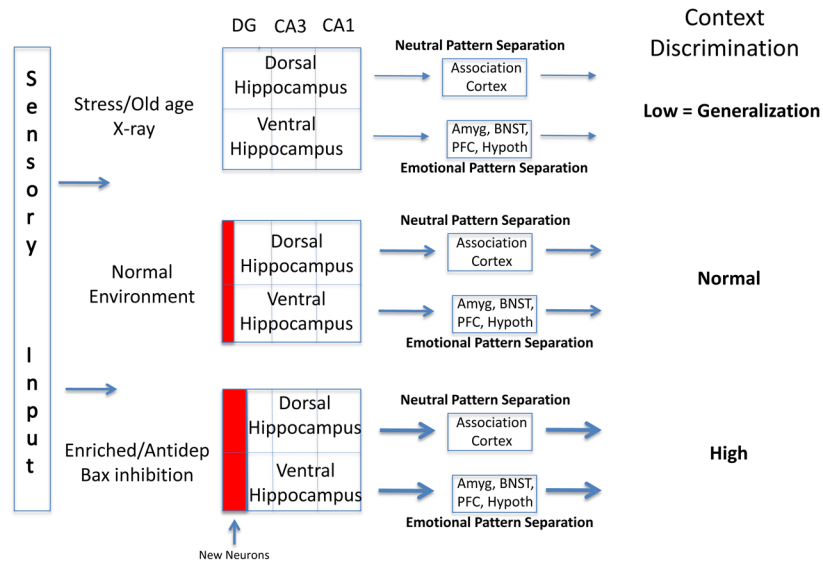 DG CA3 CA1
Context
Discrimination
Sensory Input
Stress/Old age
X-ray
Dorsal
Hippocampus
Ventral
Hippocampus
Neutral Pattern Separation
Association
Cortex
Amyg, BNST,
PFC, Hypoth
Emotional Pattern Separation
Low = Generalization
Normal
Environment
Dorsal
Hippocampus
Ventral
Hippocampus
Neutral Pattern Separation
Association
Cortex
Amyg, BNST,
PFC, Hypoth
Emotional Pattern Separation
Normal
Enriched/Antidep
Bax inhibition
Dorsal
Hippocampus
Ventral
Hippocampus
Neutral Pattern Separation
Association
Cortex
Amyg, BNST,
PFC, Hypoth
Emotional Pattern Separation
High
New Neurons